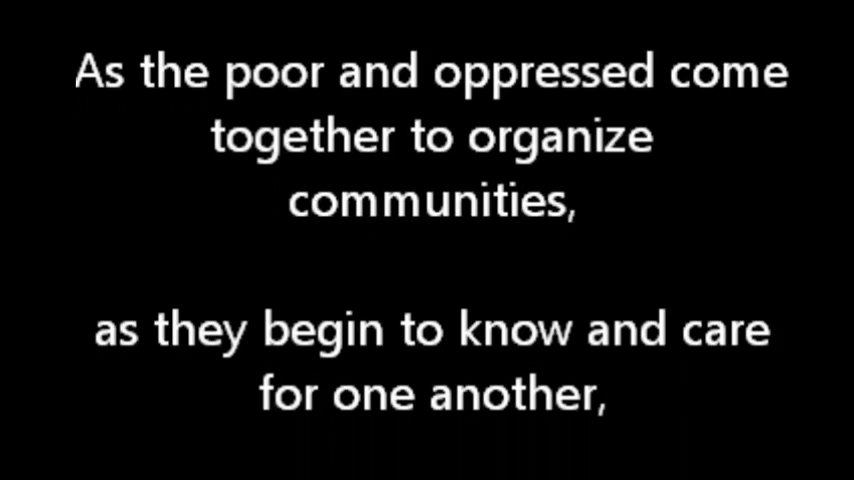 As the poor and oppressed come
together to organize
communities,
as they begin to know and care
for one another,